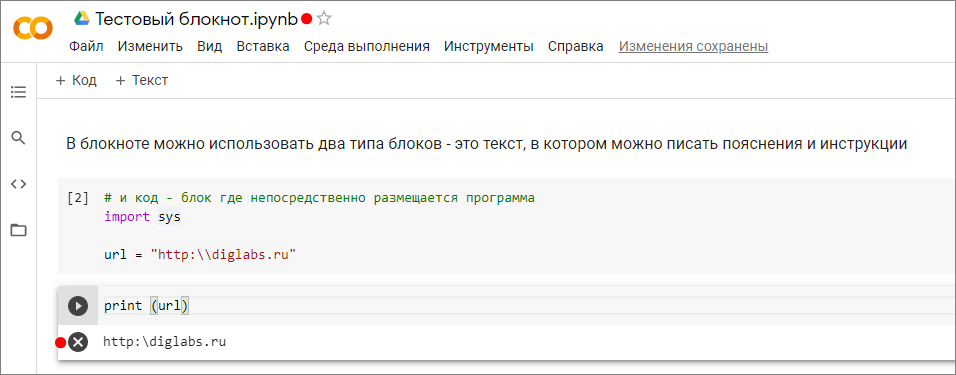 Тестовый блокнот.ipynb
Файл Изменить Вид Вставка Среда выполнения Инструменты Справка Изменения сохранены
+ Код + Текст
В блокноте можно использовать два типа блоков - это текст, в котором можно писать пояснения и инструкции
[2] # и код - блок где непосредственно размещается программа
import sys
url = "http:\\diglabs.ru"
print (url)
http:\diglabs.ru